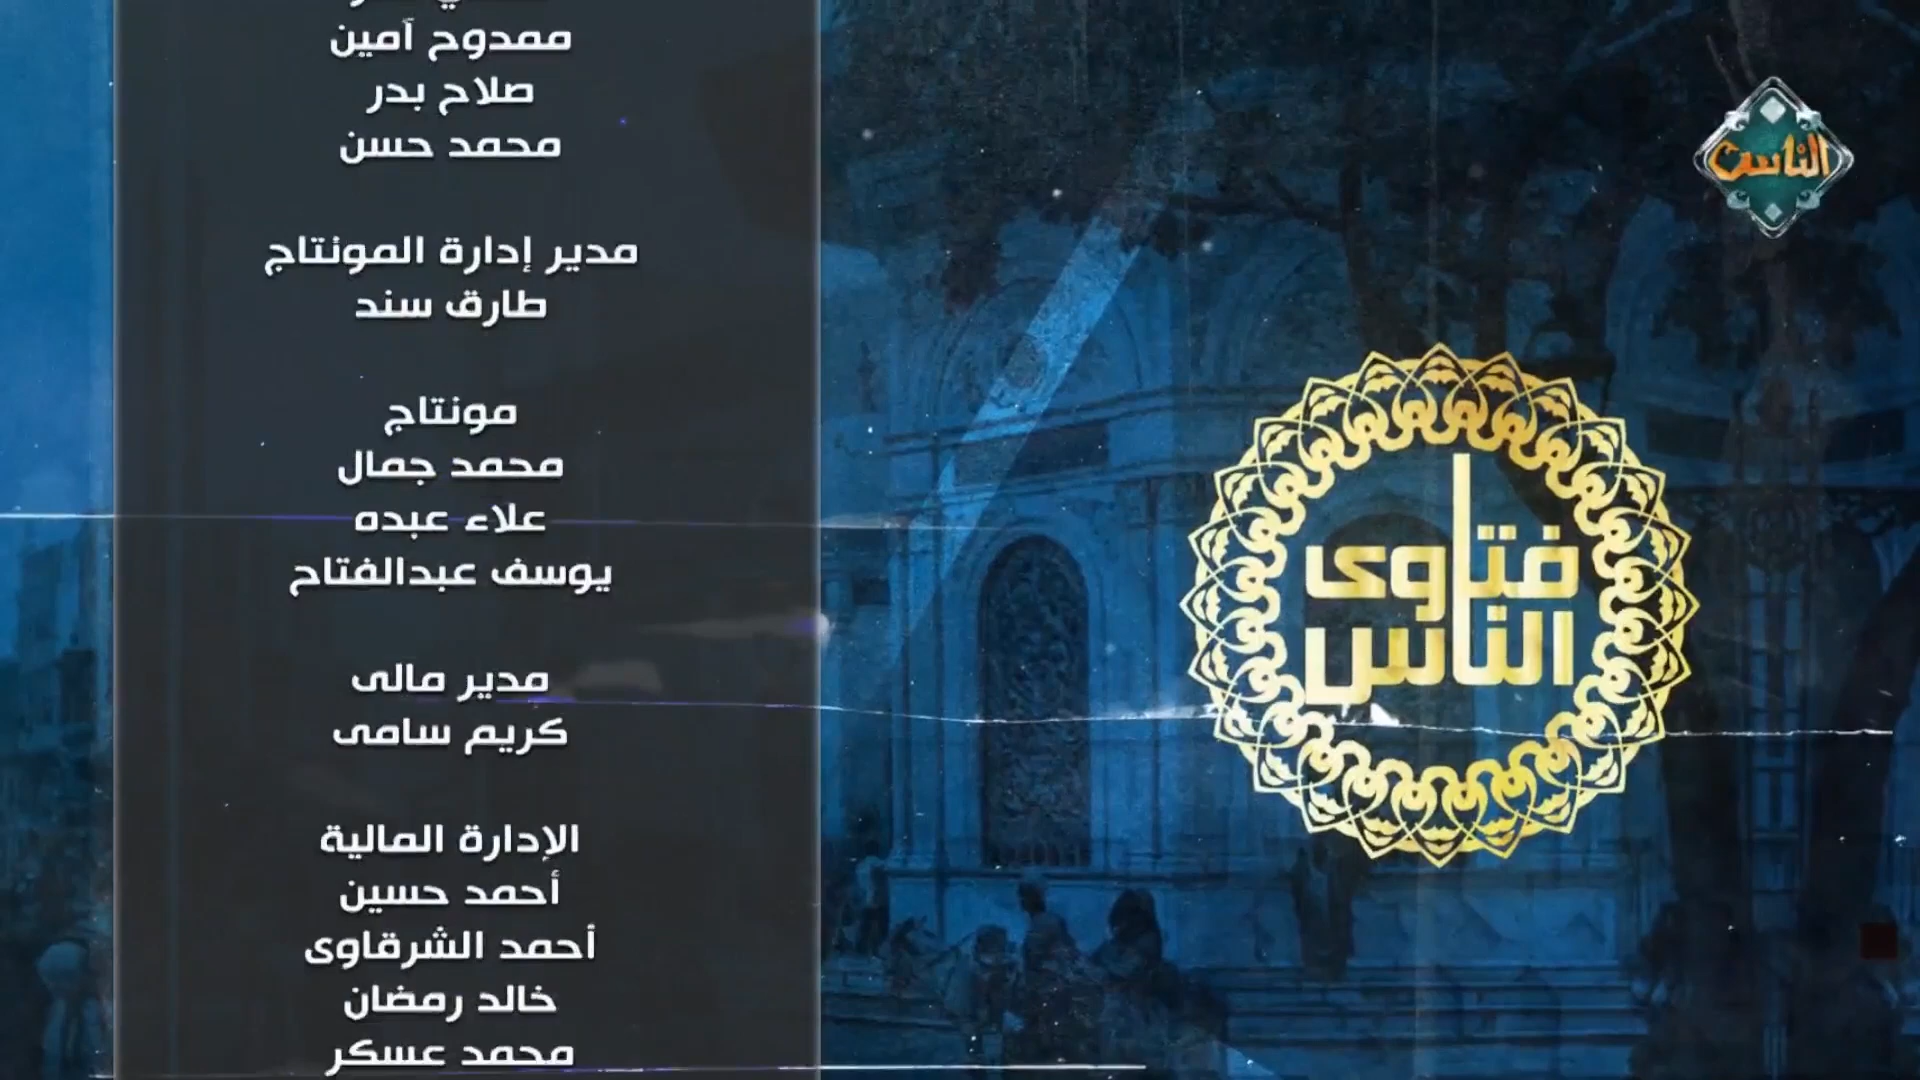 ممدوح أمين
صلاح بدر
محمد حسن
مدير إدارة المونتاج
طارق سند
مونتاج
محمد جمال
علاء عبده
يوسف عبدالفتاح
مدير مالى
كريم سامى
الإدارة المالية
أحمد حسين
أحمد الشرقاوى
خالد رمضان
محمد عسكر
الناس
فتاوى
الناس